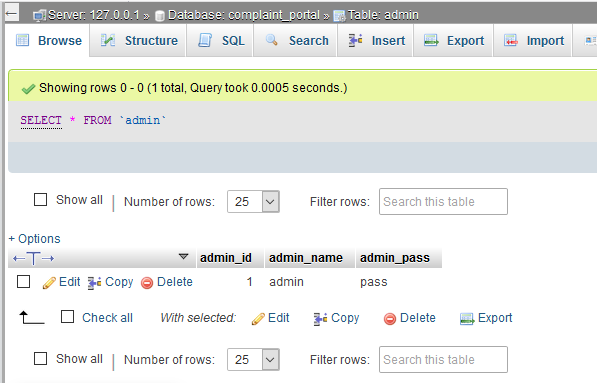 Server: 127.0.0.1 » Database: complaint_portal » Table: admin
Browse Structure SQL Search Insert Export Import
Showing rows 0 - 0 (1 total, Query took 0.0005 seconds.)
SELECT * FROM `admin`
Show all | Number of rows: 25 Filter rows: Search this table
+ Options
←T→ admin_id admin_name admin_pass
Edit Copy Delete 1 admin pass
Check all With selected: Edit Copy Delete Export
Show all | Number of rows: 25 Filter rows: Search this table